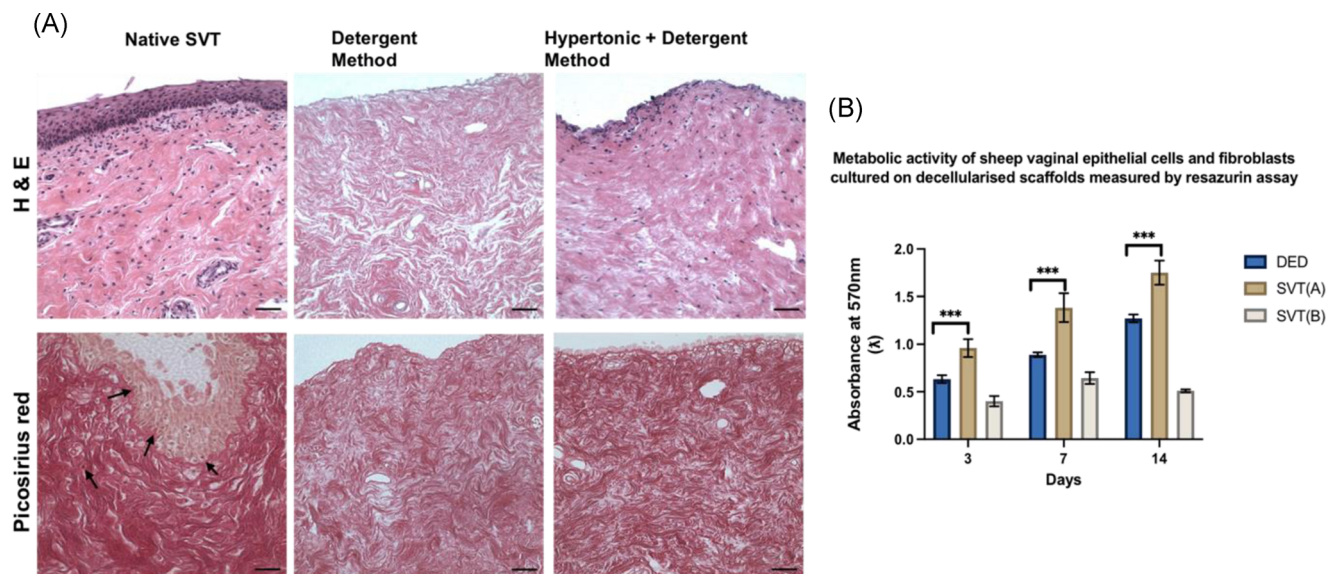 (A)
Native SVT
Detergent
Method
Hypertonic + Detergent
Method
H & E
Picosirius red
(B)
Metabolic activity of sheep vaginal epithelial cells and fibroblasts
cultured on decellularised scaffolds measured by resazurin assay
Absorbance at 570nm
(ƛ)
2.0
1.5
1.0
0.5
0.0
***
***
***
3
7
14
Days
DED
SVT(A)
SVT(B)